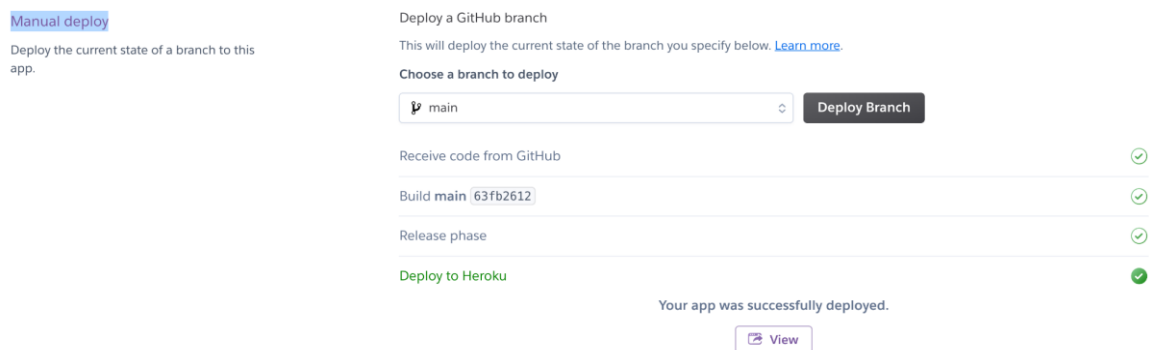 Manual deploy
Deploy the current state of a branch to this
app.
Deploy a GitHub branch
This will deploy the current state of the branch you specify below. Learn more.
Choose a branch to deploy
main
Deploy Branch
Receive code from GitHub
Build main 63fb2612
Release phase
Deploy to Heroku
Your app was successfully deployed.
View